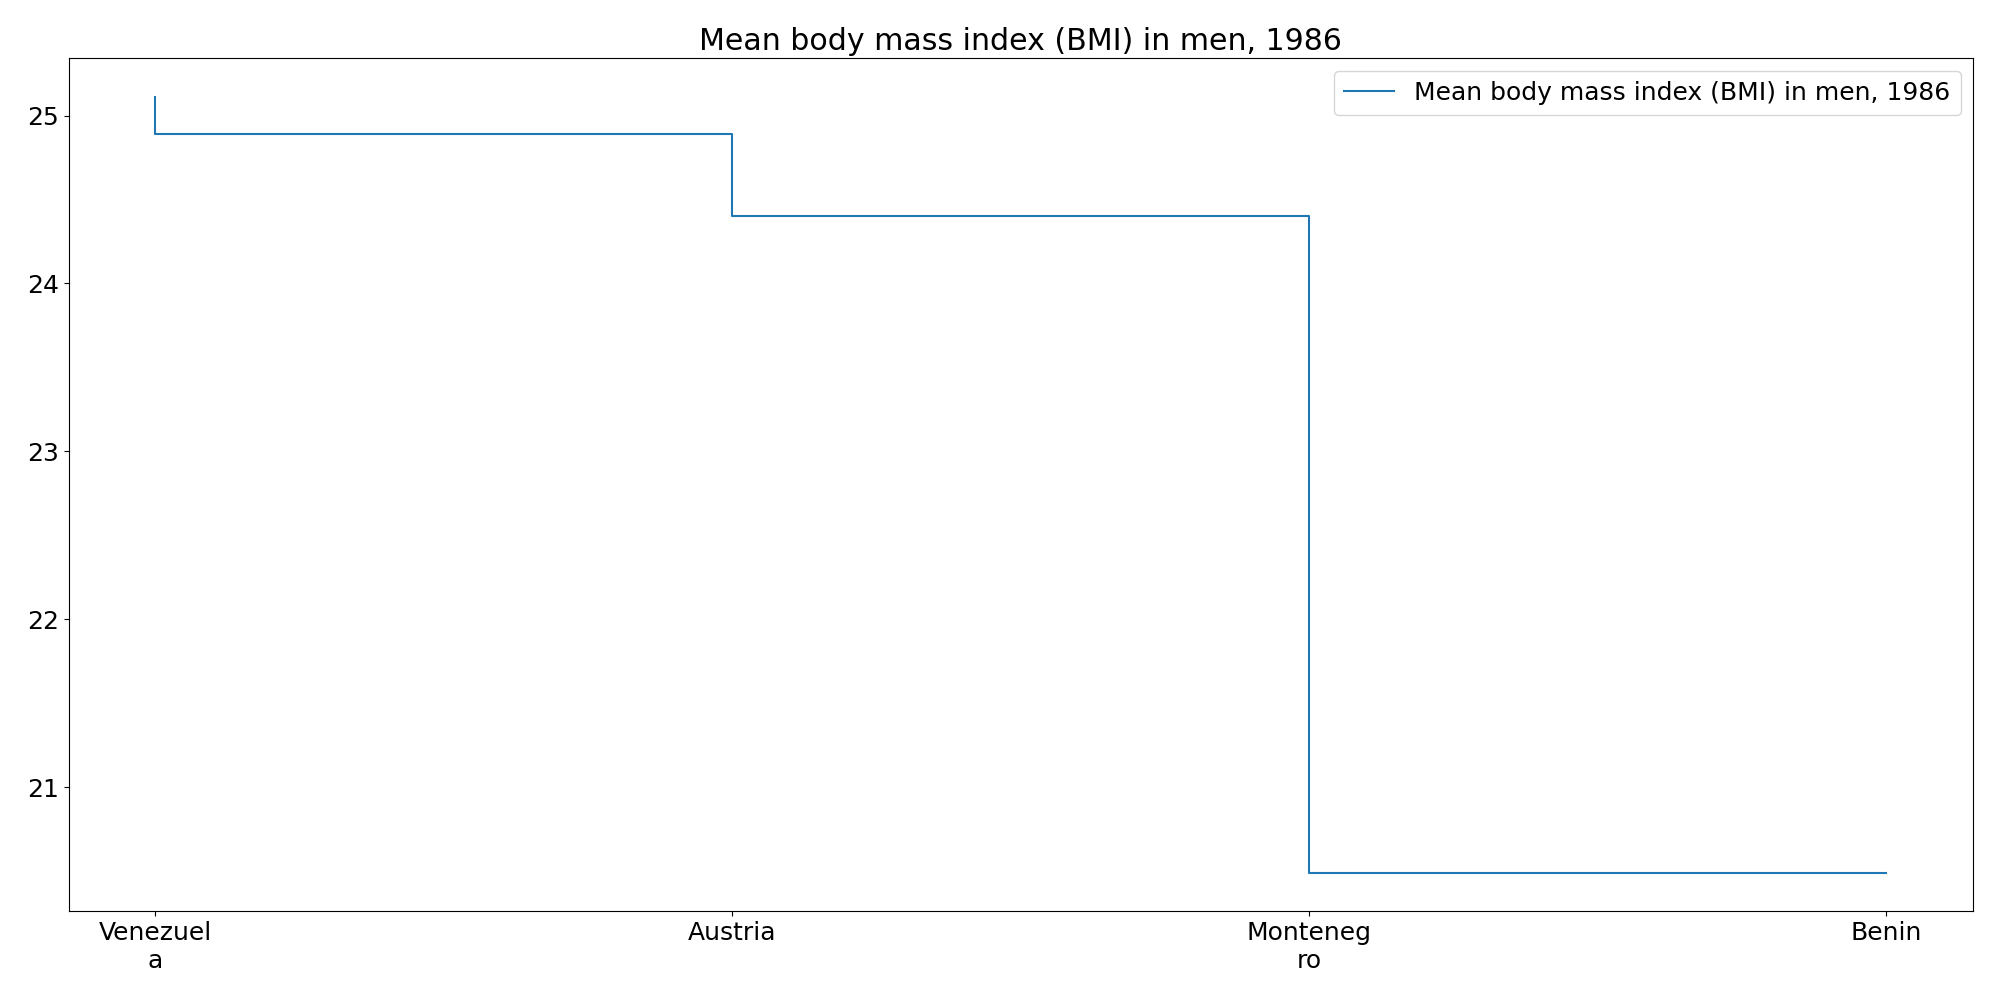 Mean body mass index (BMI) in men, 1986
Mean body mass index (BMI) in men, 1986
25
24
23
22
21
Venezuel
a
Austria
Monteneg
ro
Benin